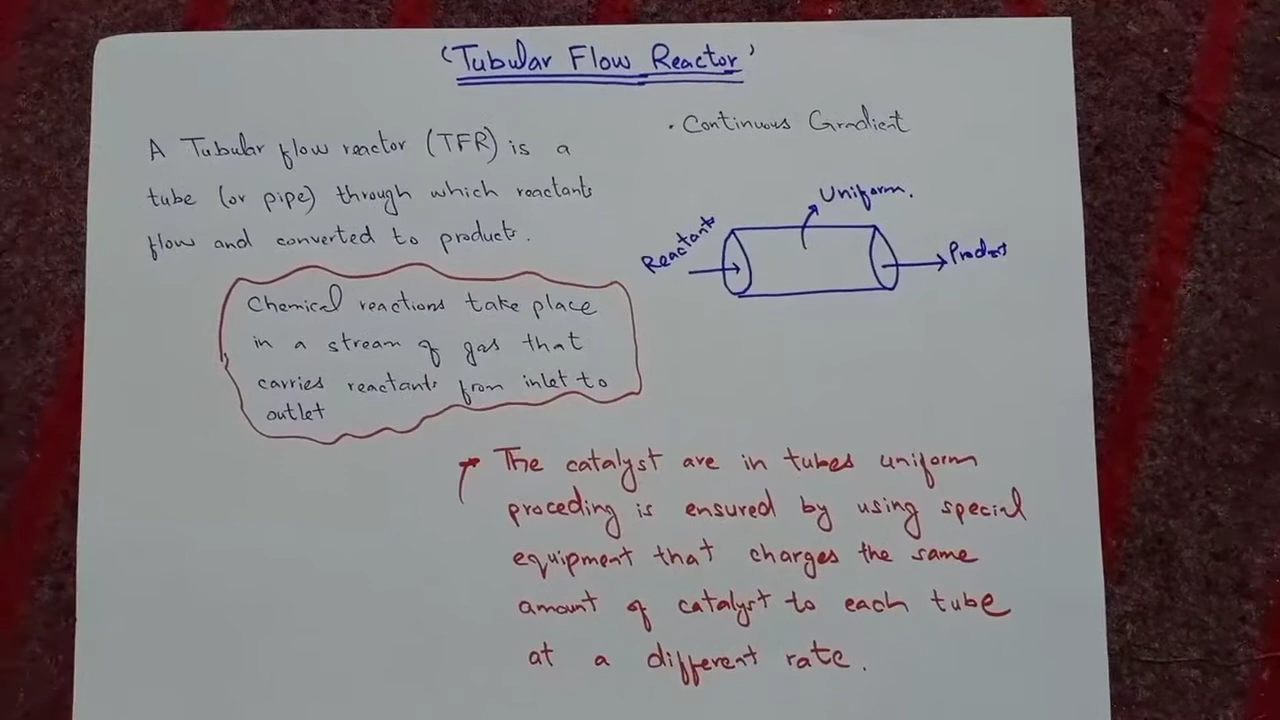 'Tubular Flow Reactor'
A Tubular flow reactor (TFR) is a
tube (or pipe) through which reactants
flow and converted to products.
Chemical reactions take place
in a stream of gas that
carries reactants from inlet to
outlet
. Continuous Gradient
Uniform.
Reactants
Product
The catalyst are in tubes uniform
proceding is ensured by using special
equipment that charges the same
amount of catalyst to each tube
at a different rate.